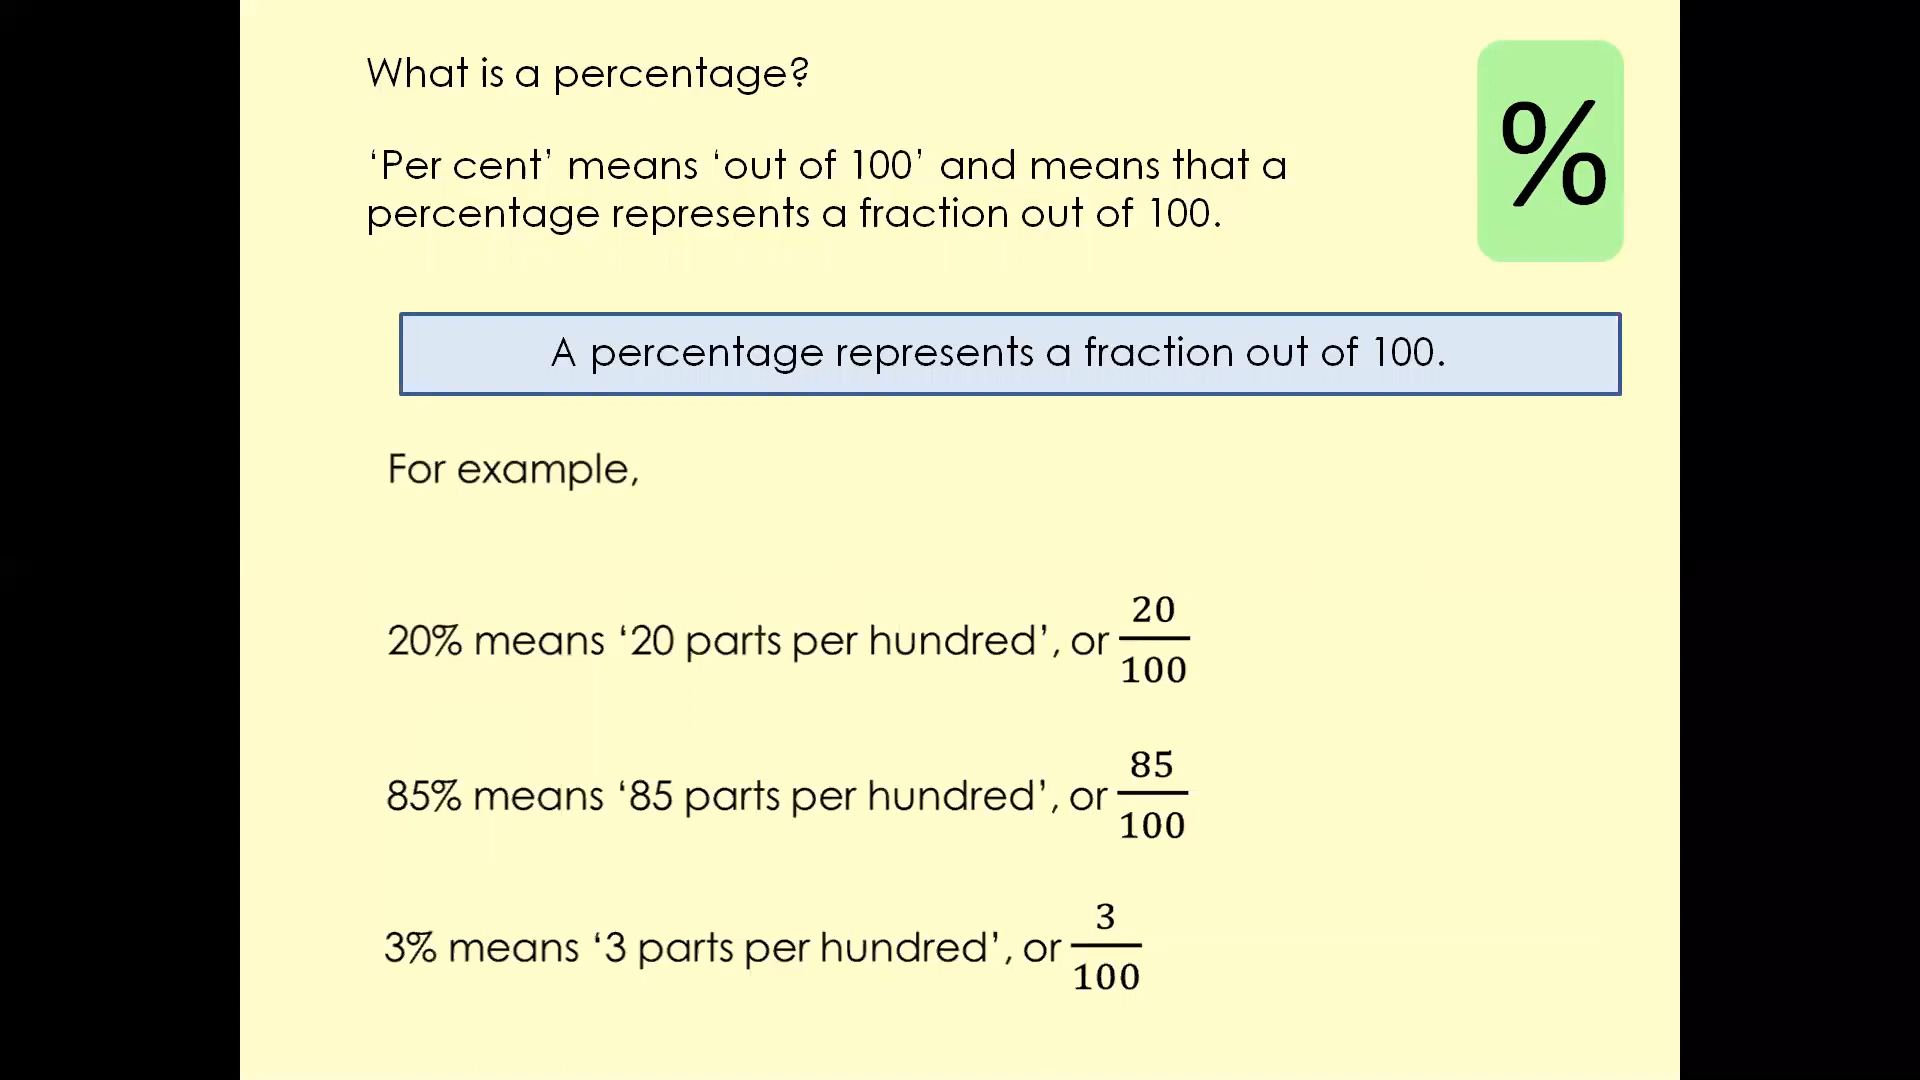 What is a percentage?
%
‘Per cent’ means ‘out of 100’ and means that a
percentage represents a fraction out of 100.
A percentage represents a fraction out of 100.
For example,
20% means ‘20 parts per hundred’, or 20/100
85% means ‘85 parts per hundred’, or 85/100
3% means ‘3 parts per hundred’, or 3/100